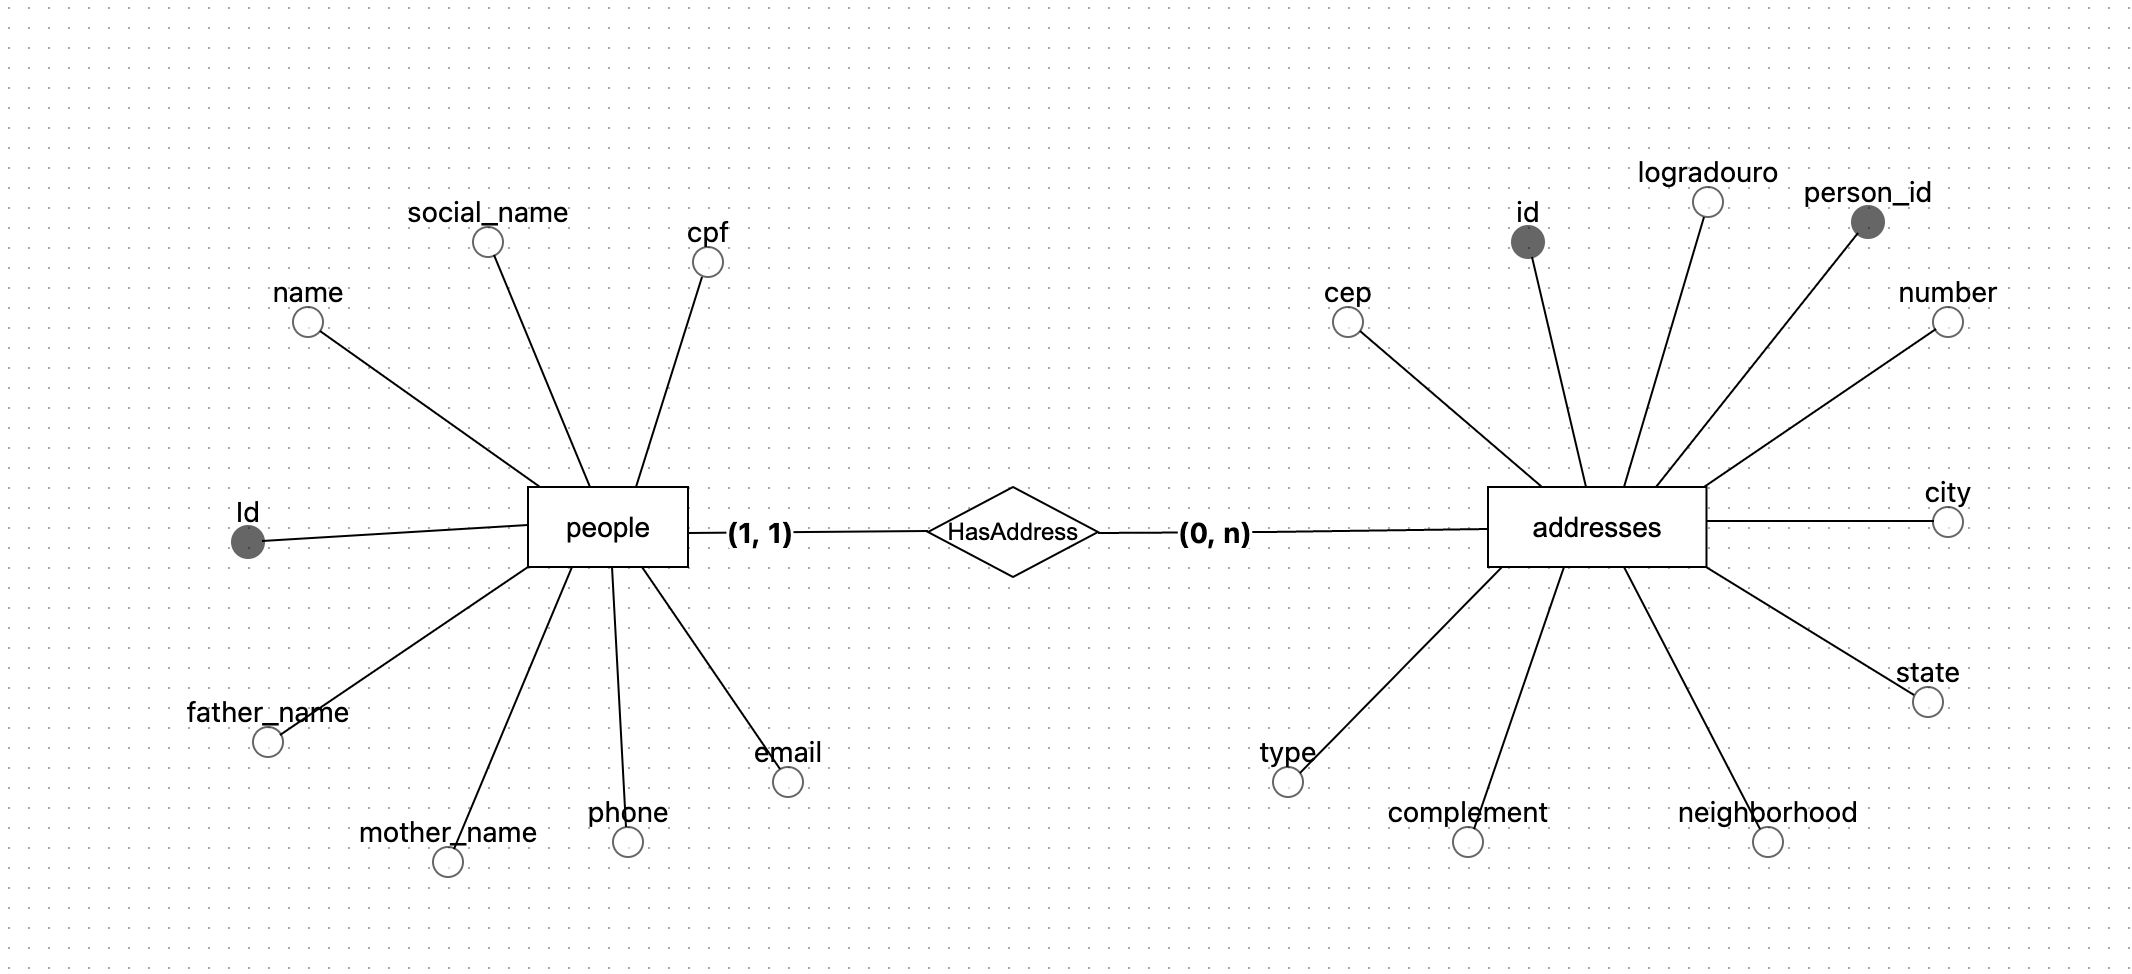 logradouro
person_id
social_name
id
cpf
name
cep
number
city
Id
people
(1, 1)
HasAddress
(0, n)
addresses
state
father_name
email
type
mother_name
phone
complement
neighborhood